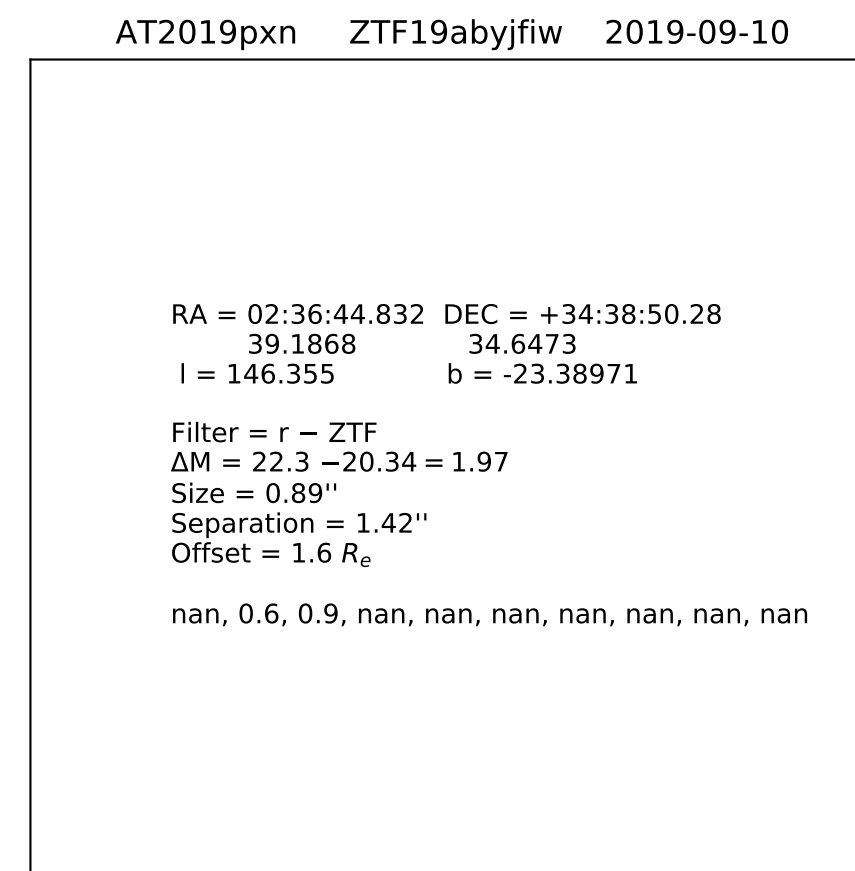 AT2019pxn ZTF19abyjfiw 2019-09-10
RA = 02:36:44.832 DEC = +34:38:50.28
39.1868 34.6473
l = 146.355 b = -23.38971
Filter = r − ZTF
ΔM = 22.3 −20.34 = 1.97
Size = 0.89''
Separation = 1.42''
Offset = 1.6 Re
nan, 0.6, 0.9, nan, nan, nan, nan, nan, nan, nan